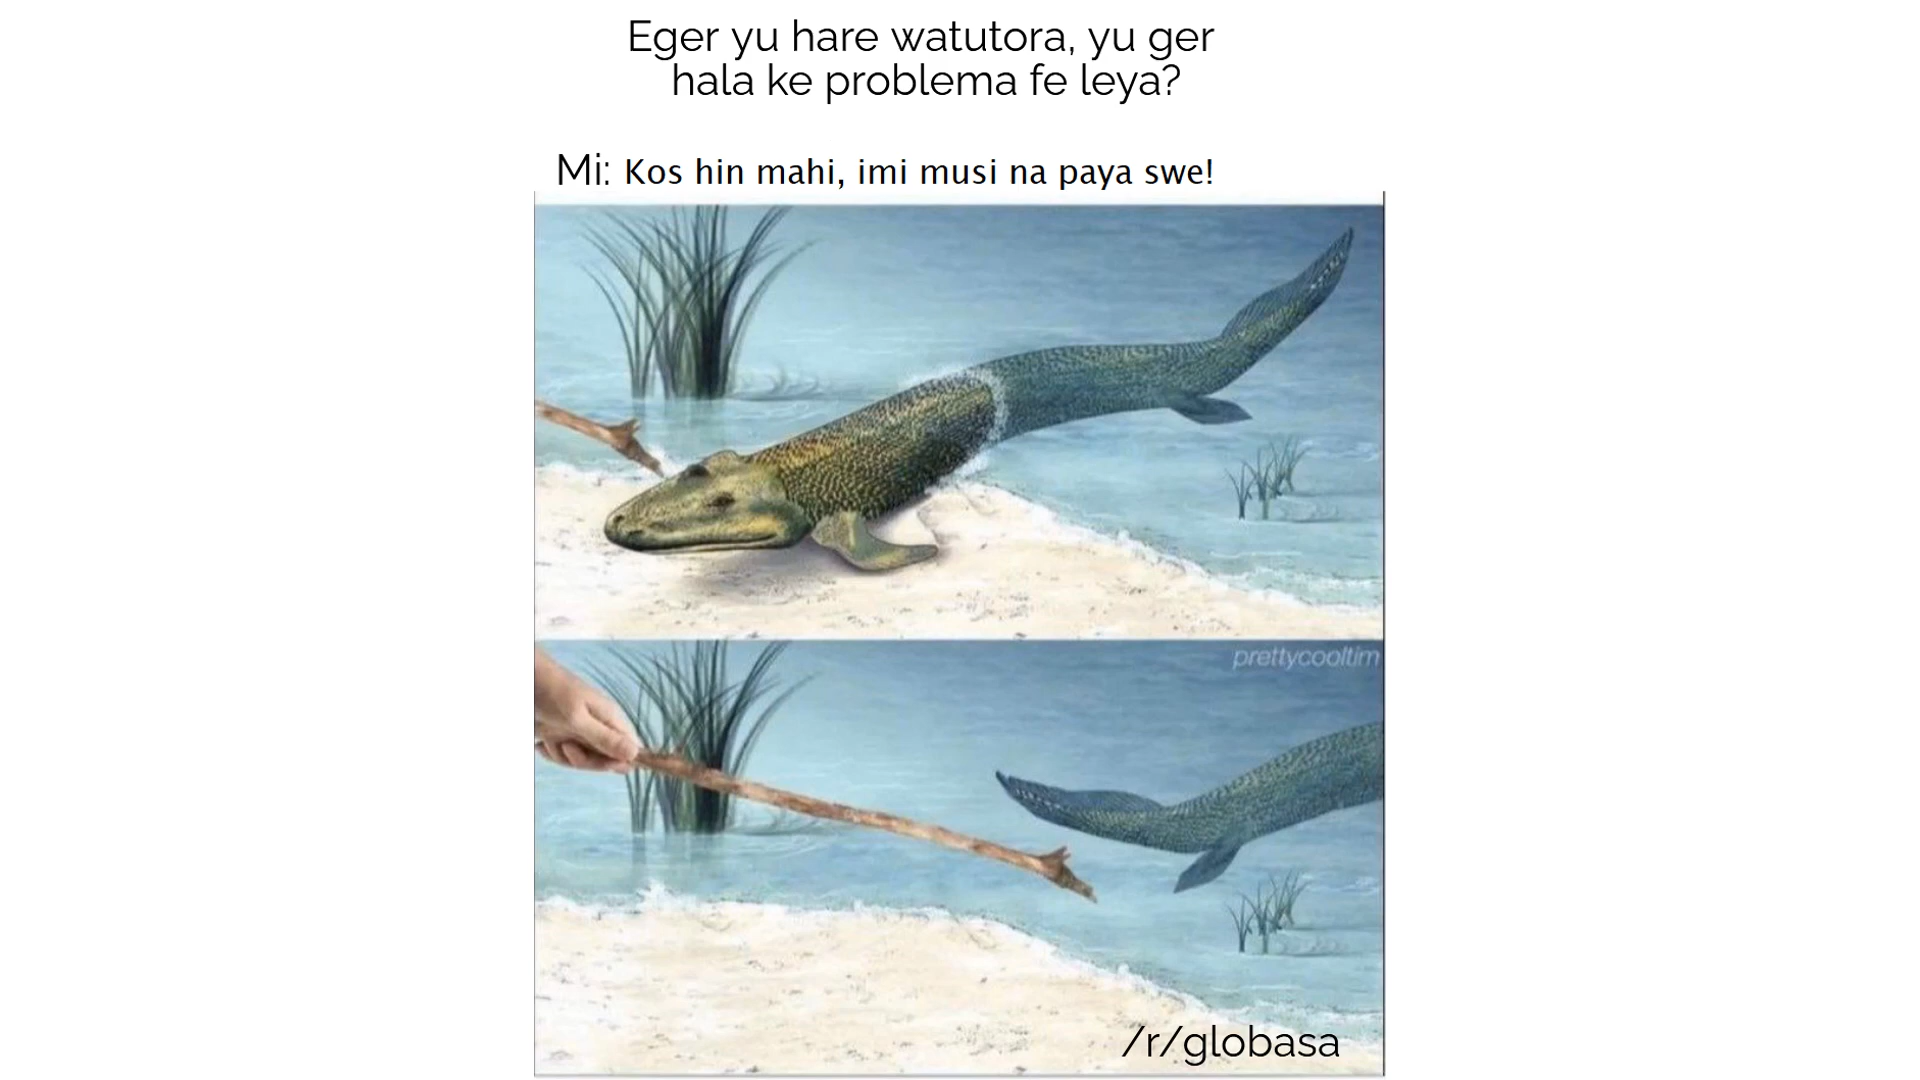 Eger yu hare watutora, yu ger
hala ke problema fe leya?
Mi: Kos hin mahi, imi musi na paya swe!
prettycooltim
/r/globasa